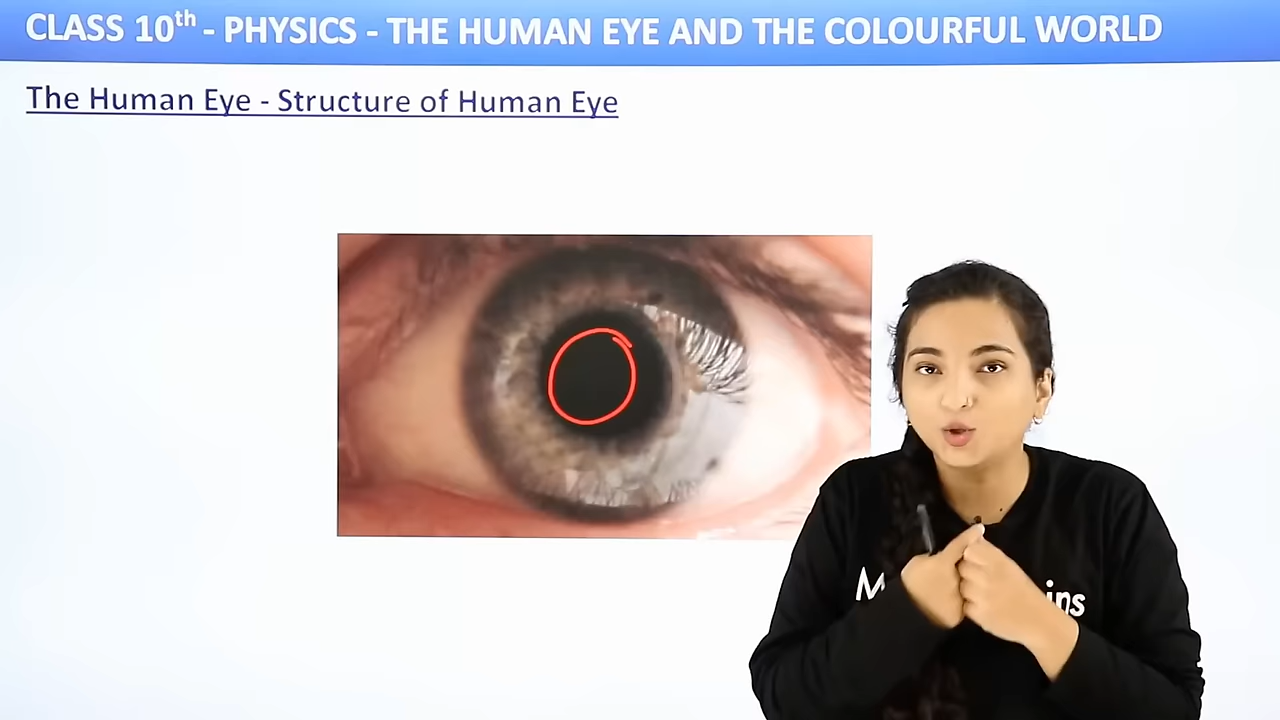 CLASS 10th - PHYSICS - THE HUMAN EYE AND THE COLOURFUL WORLD
The Human Eye - Structure of Human Eye